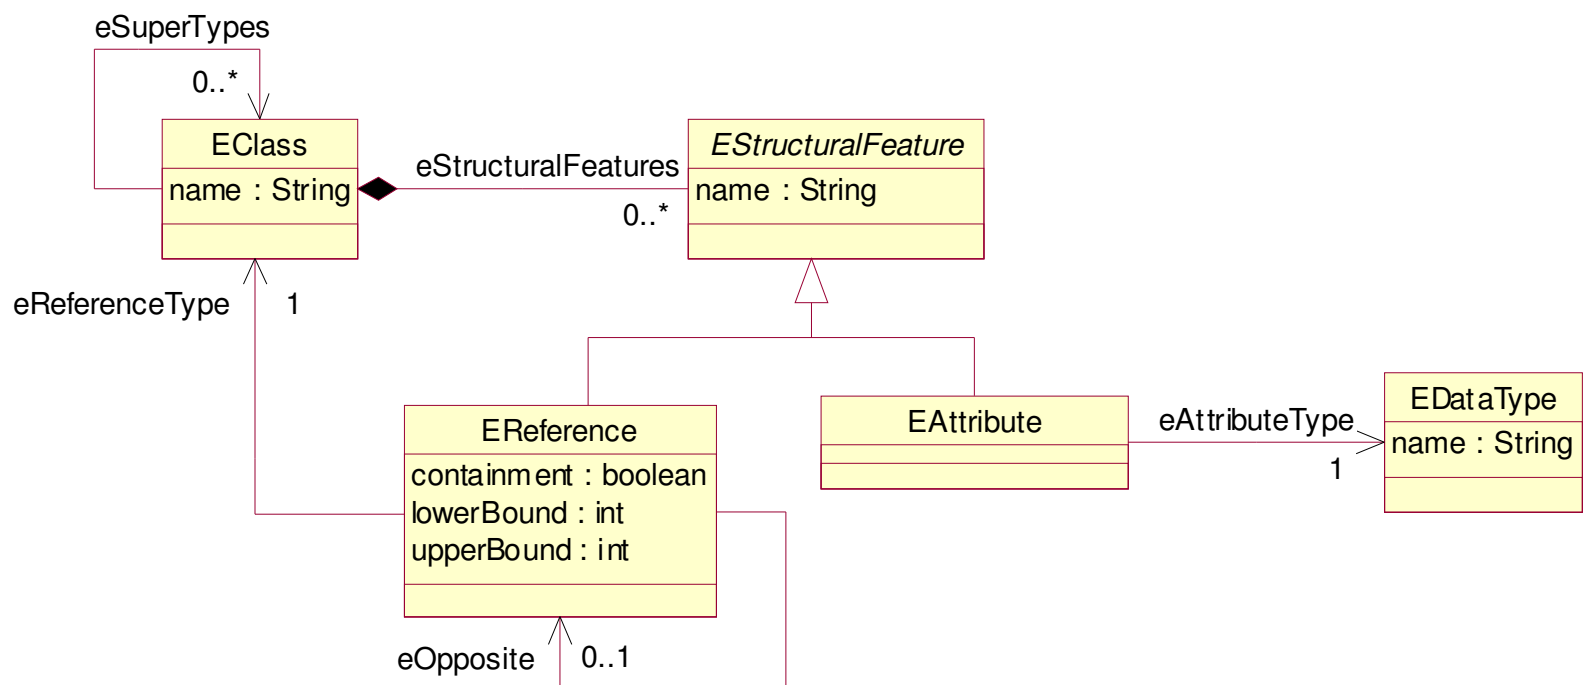 eSuperTypes
0..*
EClass
name : String
eStructuralFeatures
0..*
EStructuralFeature
name : String
eReferenceType
1
EReference
containment : boolean
lowerBound : int
upperBound : int
EAttribute
eAttributeType
1
EDataType
name : String
eOpposite
0..1